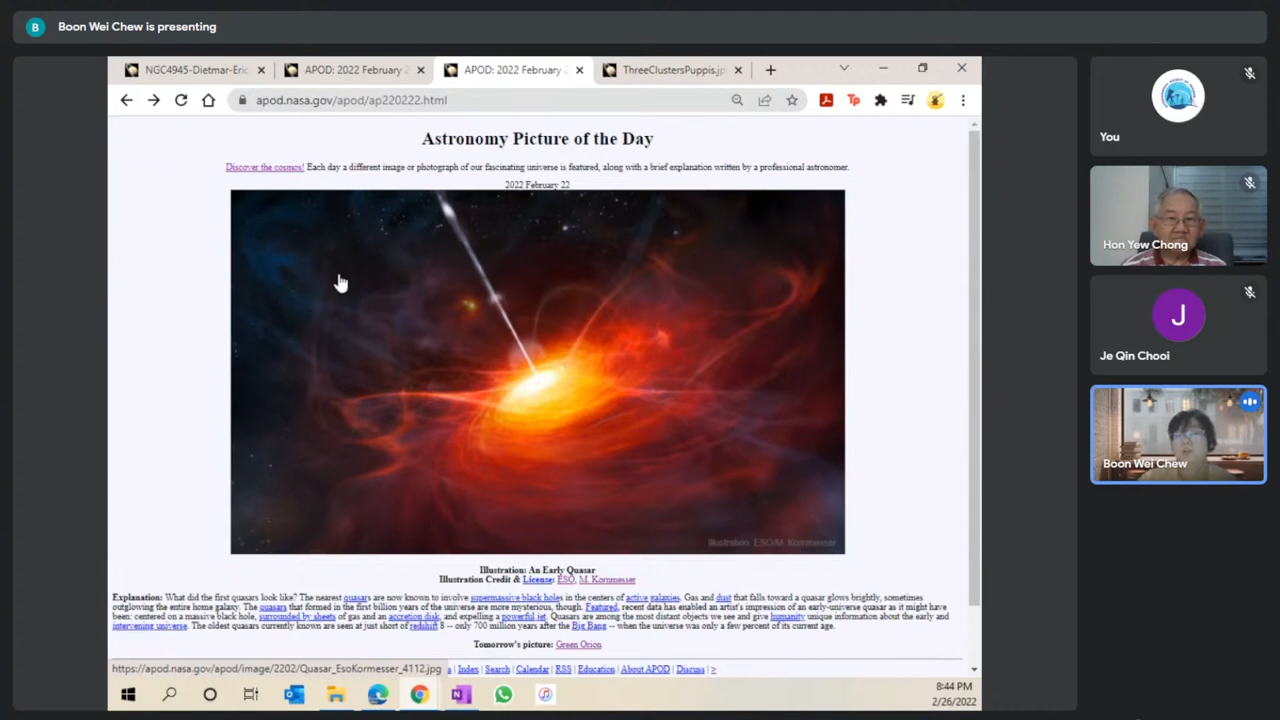 B
Boon Wei Chew is presenting
NGC4945-Dietmar-Eric
APOD: 2022 February
APOD: 2022 February
ThreeClustersPuppis.jp
apod.nasa.gov/apod/ap220222.html
Astronomy Picture of the Day
Discover the cosmos! Each day a different image or photograph of our fascinating universe is featured, along with a brief explanation written by a professional astronomer.
2022 February 22
Illustration: ESO/M. Kornmesser
Illustration: An Early Quasar
Illustration Credit & License: ESO, M. Kornmesser
Explanation: What did the first quasars look like? The nearest quasars are now known to involve supermassive black holes in the centers of active galaxies. Gas and dust that falls toward a quasar glows brightly, sometimes
outglowing the entire home galaxy. The quasars that formed in the first billion years of the universe are more mysterious, though. Featured, recent data has enabled an artist's impression of an early-universe quasar as it might have
been: centered on a massive black hole, surrounded by sheets of gas and an accretion disk, and expelling a powerful jet. Quasars are among the most distant objects we see and give humanity unique information about the early and
intervening universe. The oldest quasars currently known are seen at just short of redshift 8 -- only 700 million years after the Big Bang -- when the universe was only a few percent of its current age.
Tomorrow's picture: Green Orion
https://apod.nasa.gov/apod/image/2202/Quasar_EsoKornmesser_4112.jpg
| Index | Search | Calendar | RSS | Education | About APOD | Discuss | >
8:44 PM
2/26/2022
You
Hon Yew Chong
J
Je Qin Chooi
Boon Wei Chew